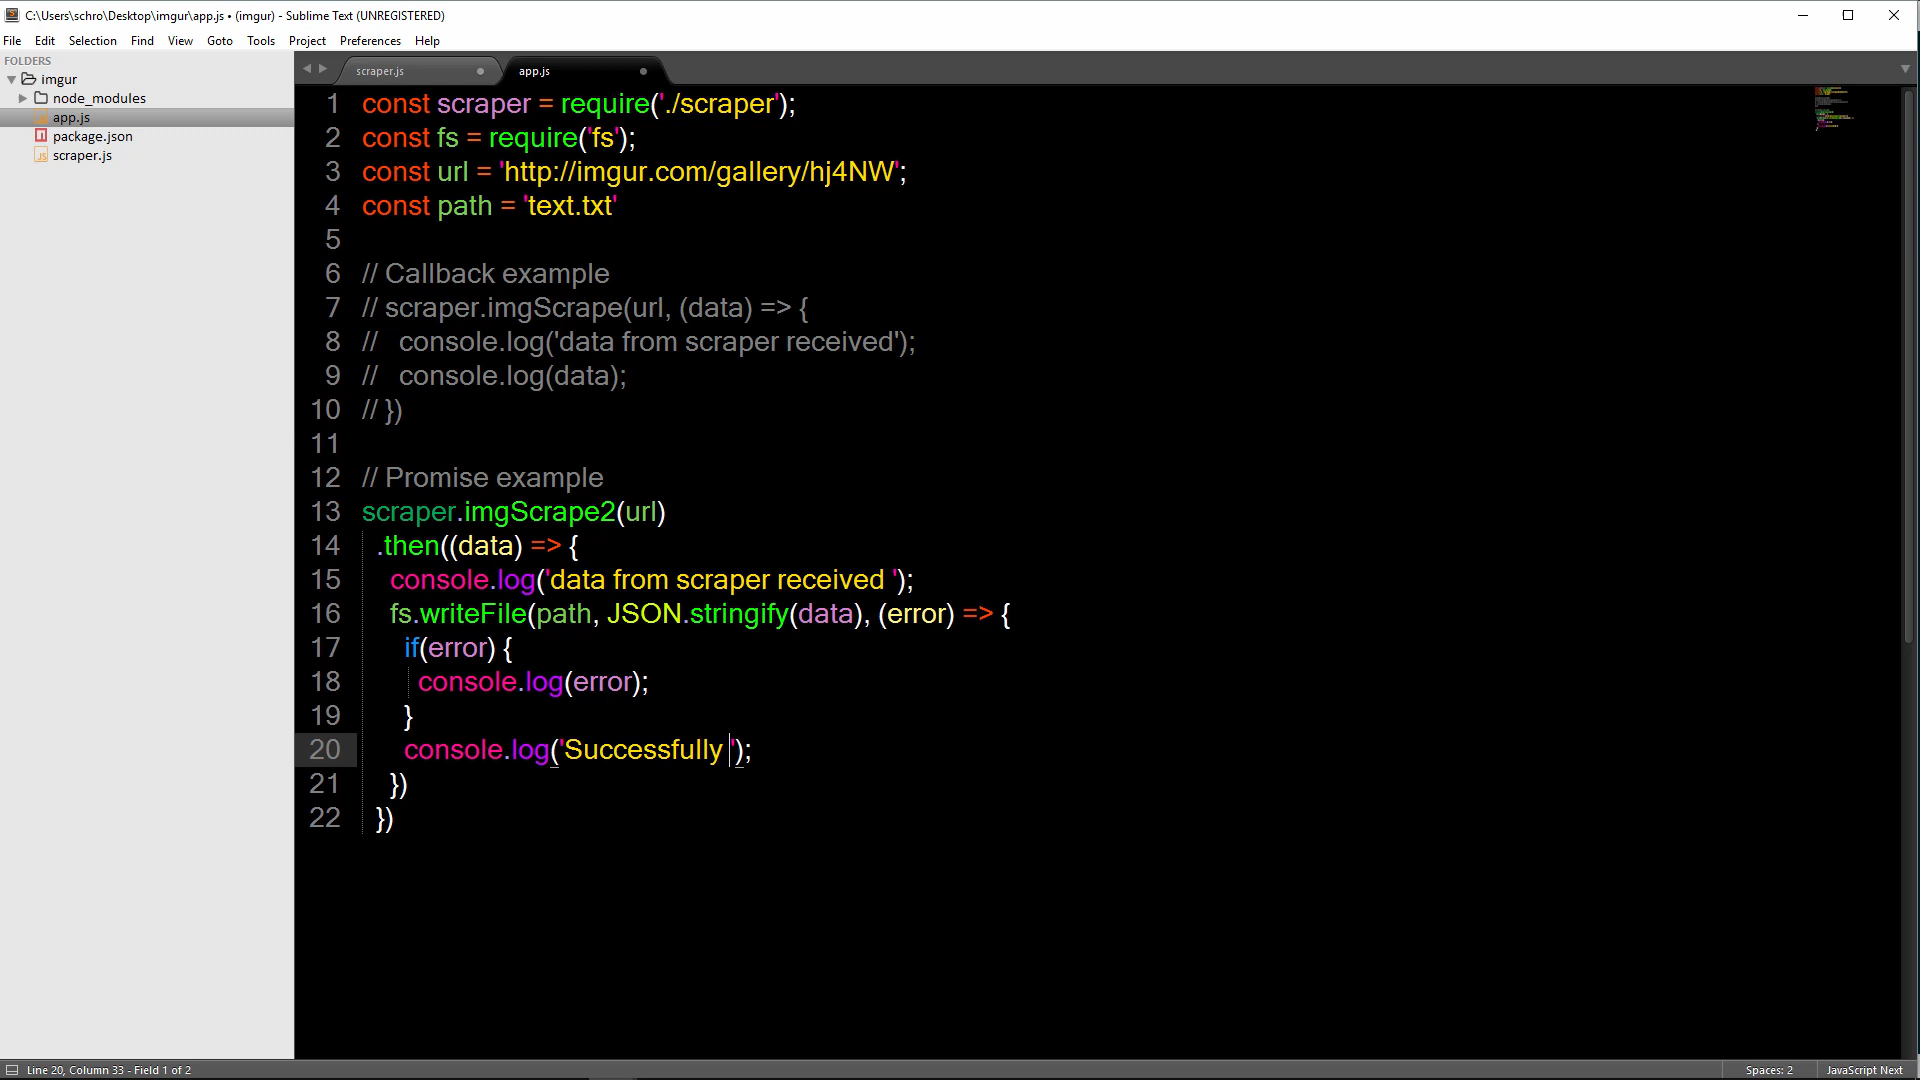 C:\Users\schro\Desktop\imgur\app.js • (imgur) - Sublime Text (UNREGISTERED)
File Edit Selection Find View Goto Tools Project Preferences Help
FOLDERS
imgur
node_modules
app.js
package.json
scraper.js
scraper.js app.js
1 const scraper = require('./scraper');
2 const fs = require('fs');
3 const url = 'http://imgur.com/gallery/hj4NW';
4 const path = 'text.txt'
5
6 // Callback example
7 // scraper.imgScrape(url, (data) => {
8 //   console.log('data from scraper received');
9 //   console.log(data);
10 // })
11
12 // Promise example
13 scraper.imgScrape2(url)
14   .then((data) => {
15     console.log('data from scraper received ');
16     fs.writeFile(path, JSON.stringify(data), (error) => {
17       if(error) {
18         console.log(error);
19       }
20       console.log('Successfully ');
21     })
22   })
Line 20, Column 33 - Field 1 of 2
Spaces: 2 JavaScript Next